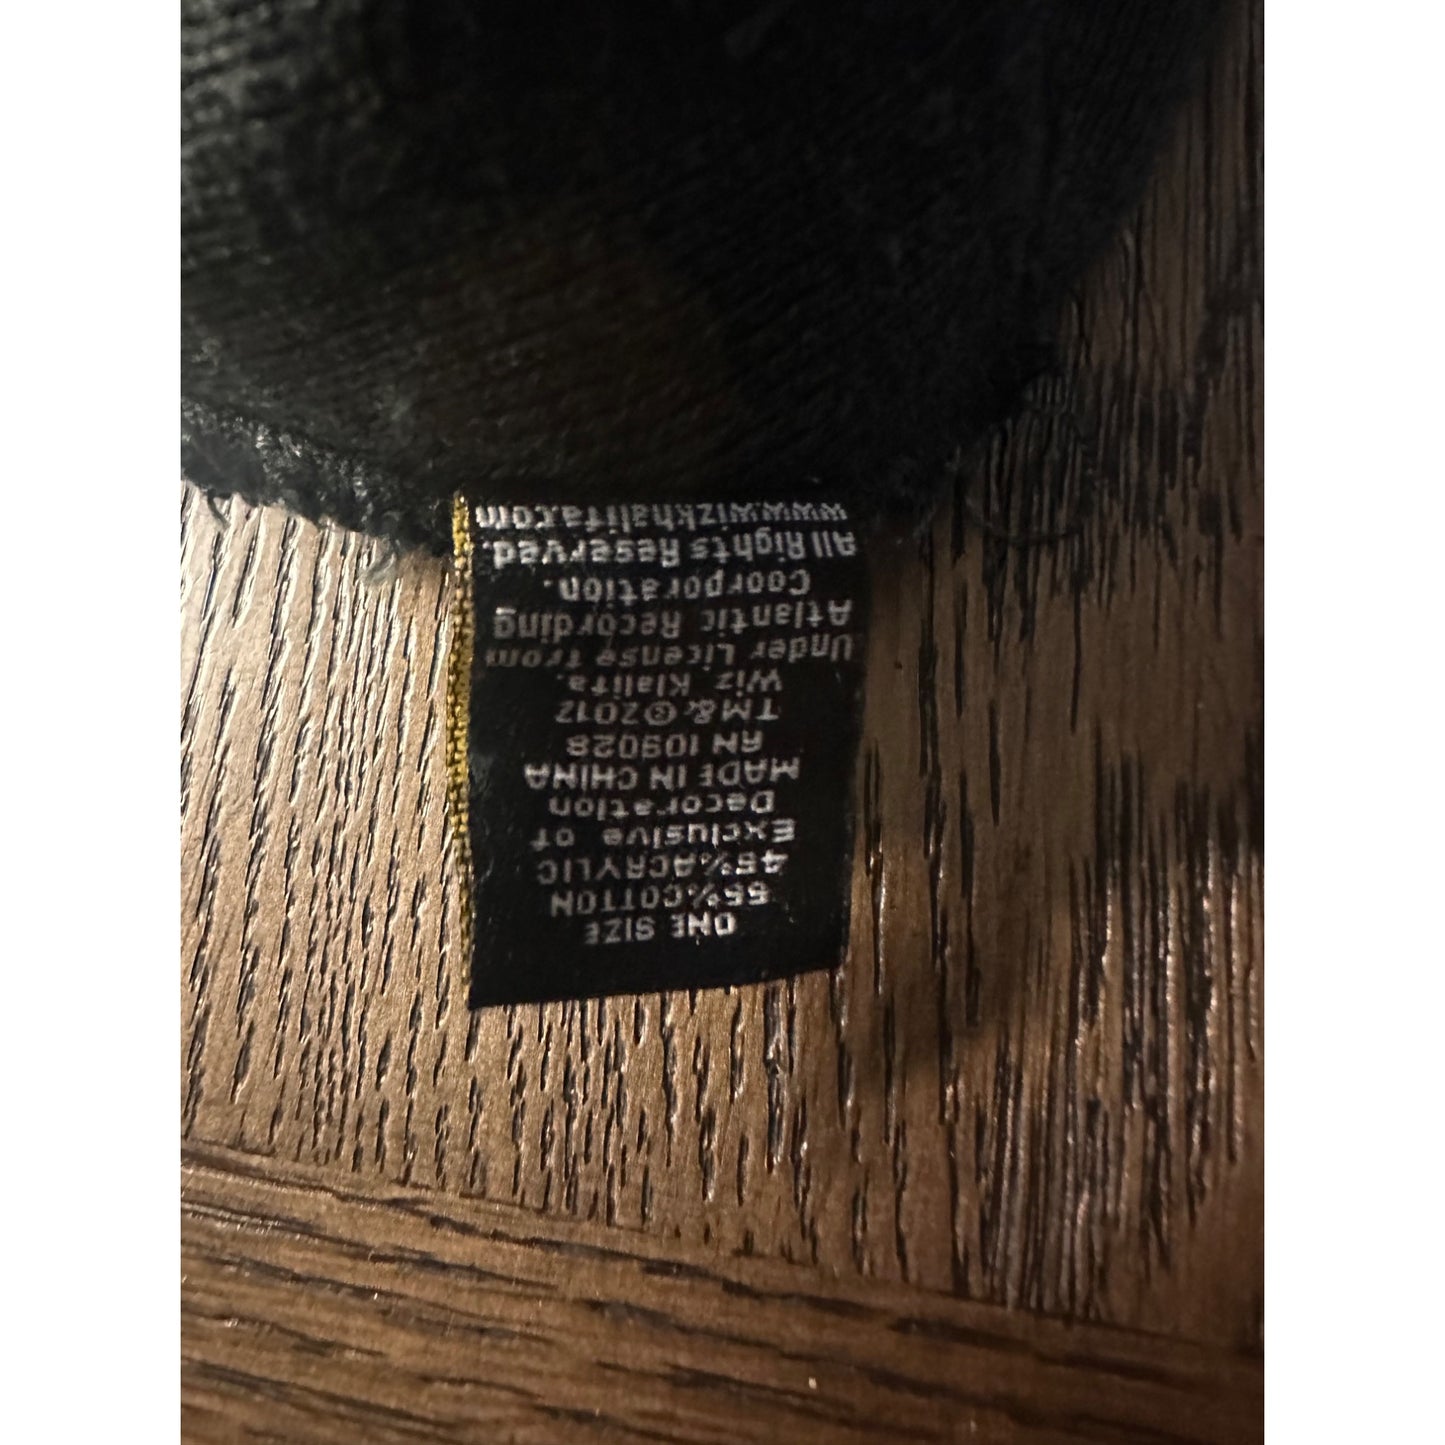 ONE SIZE
55%COTTON
45%ACRYLIC
Exclusive of
Decoration
MADE IN CHINA
RN 109028
TM&©2012
Wiz Klalifa.
Under License from
Atlantic Recording
Coorporation.
All Rights Reserved.
www.wizkhalifa.com